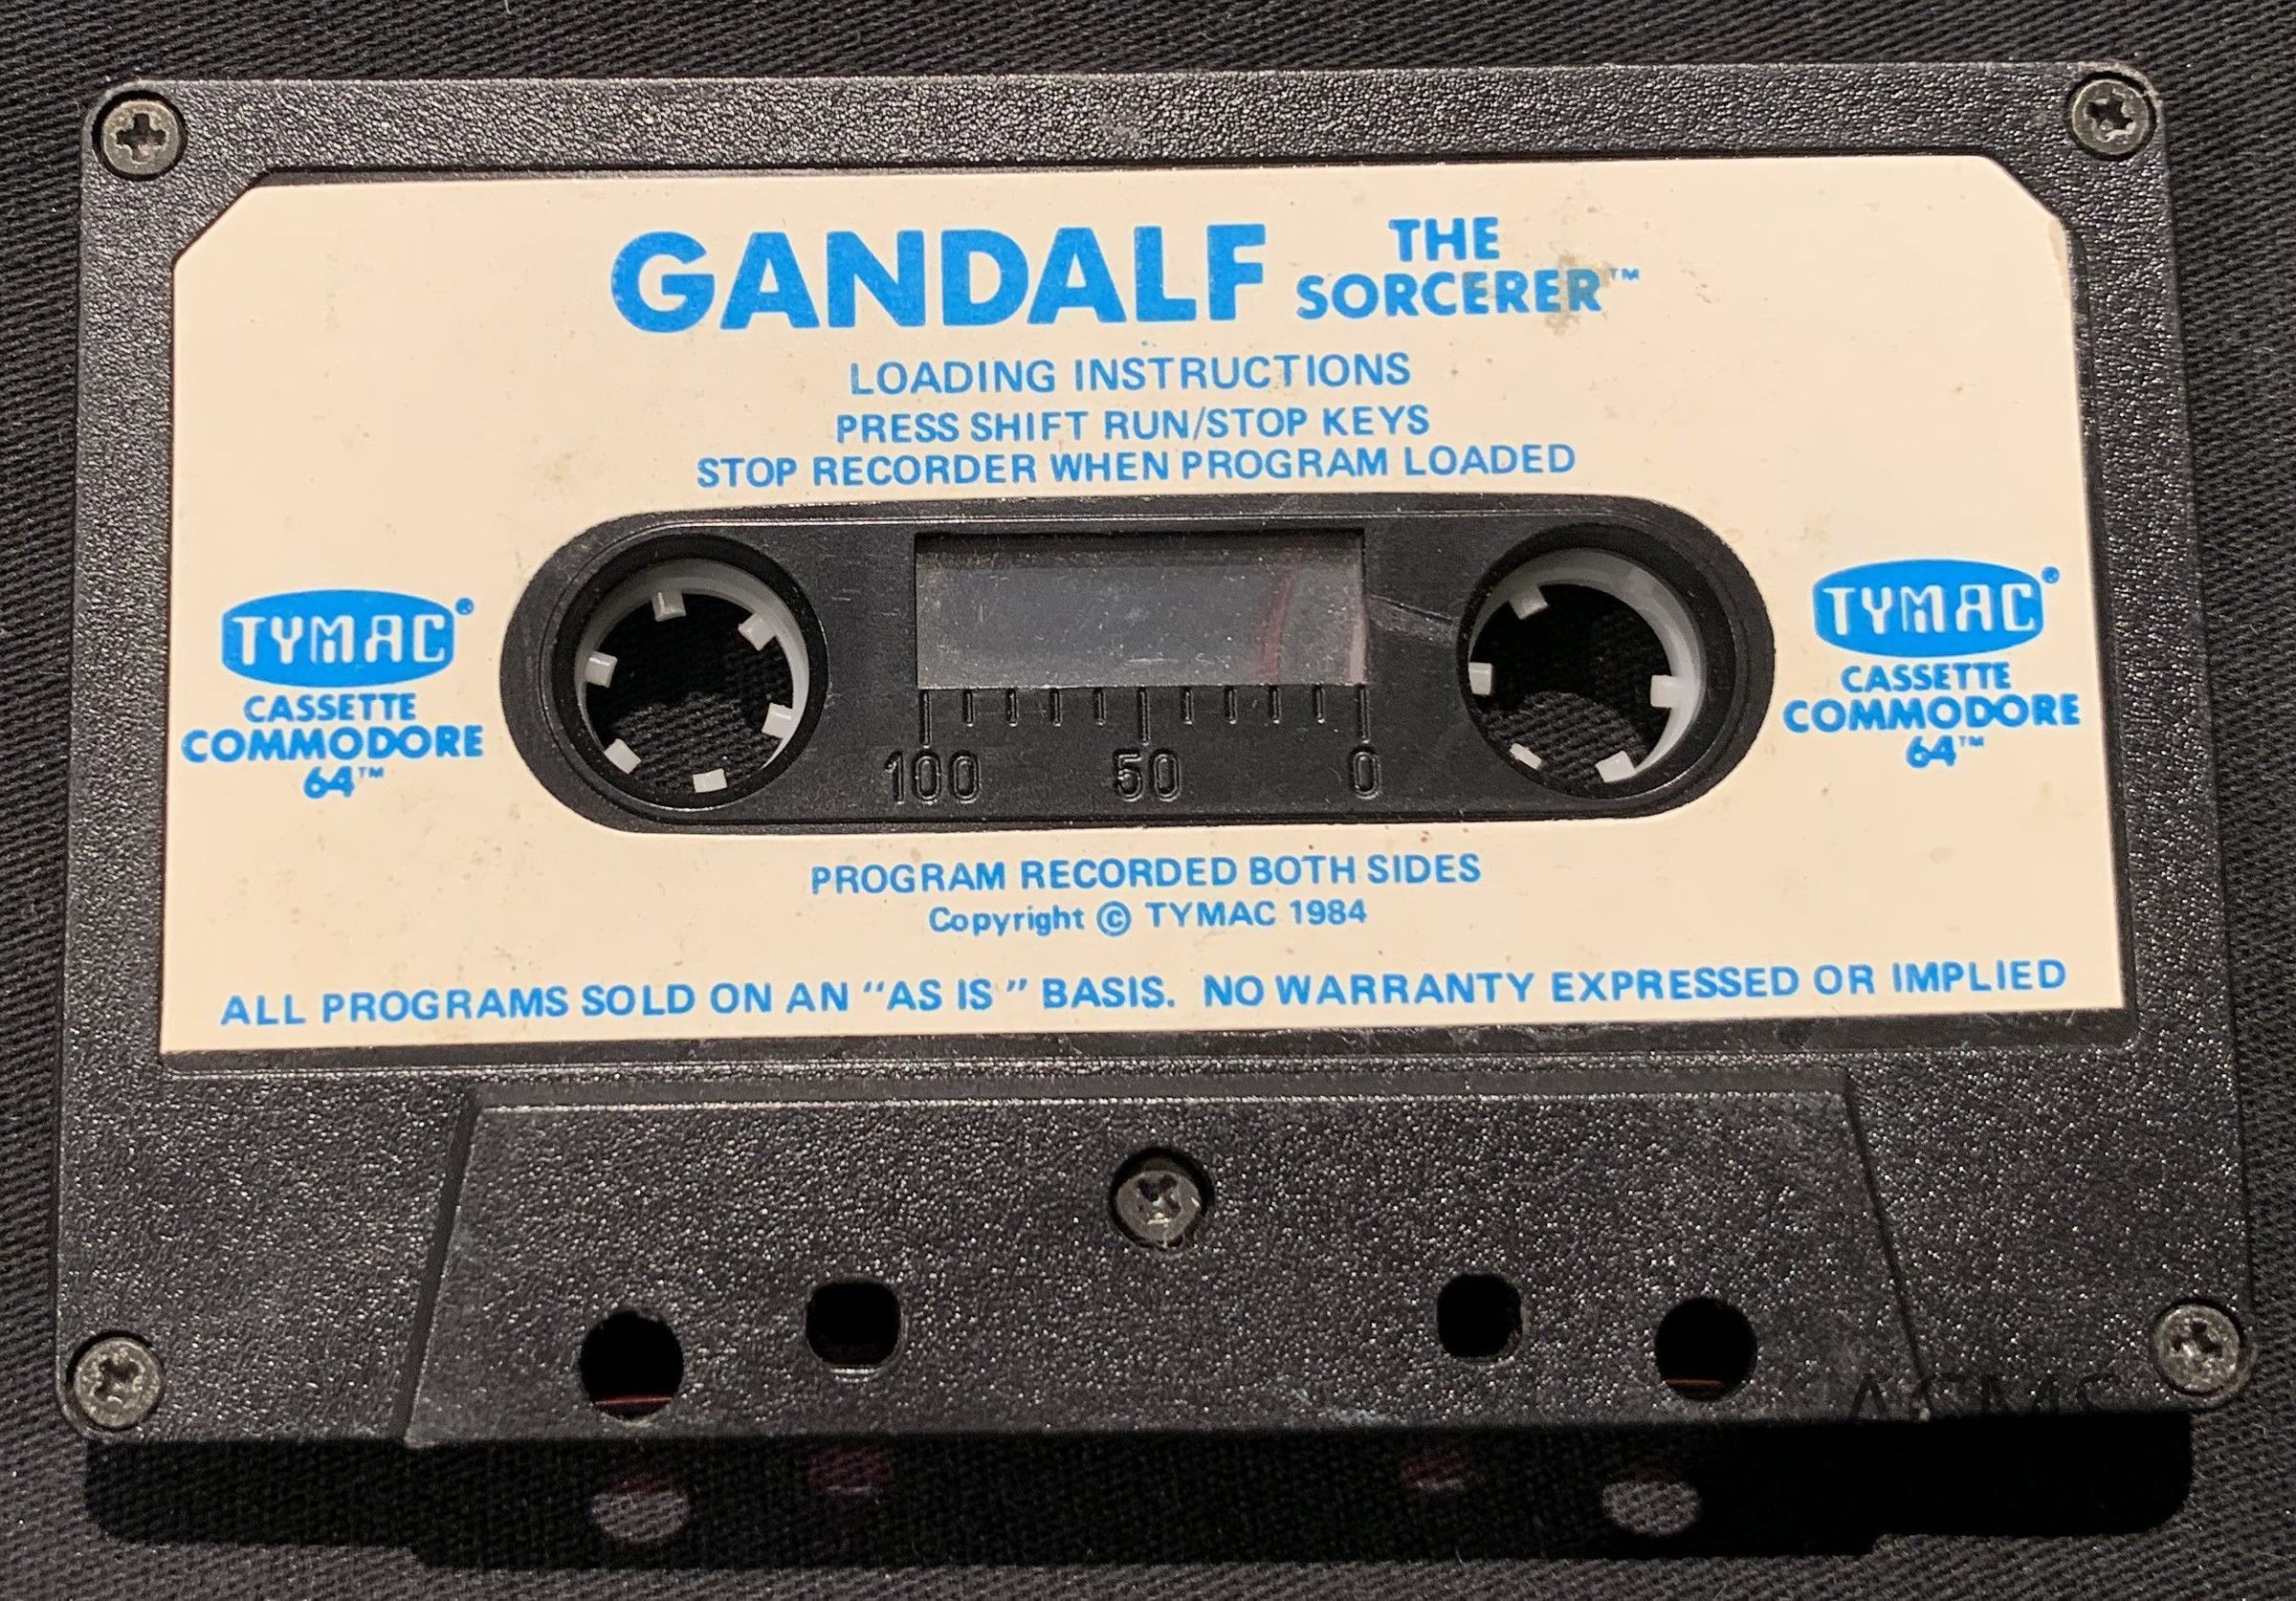 GANDALF THE SORCERER™
LOADING INSTRUCTIONS
PRESS SHIFT RUN/STOP KEYS
STOP RECORDER WHEN PROGRAM LOADED
TYMAC®
CASSETTE
COMMODORE
64™
100 50 0
TYMAC®
CASSETTE
COMMODORE
64™
PROGRAM RECORDED BOTH SIDES
Copyright © TYMAC 1984
ALL PROGRAMS SOLD ON AN "AS IS" BASIS. NO WARRANTY EXPRESSED OR IMPLIED